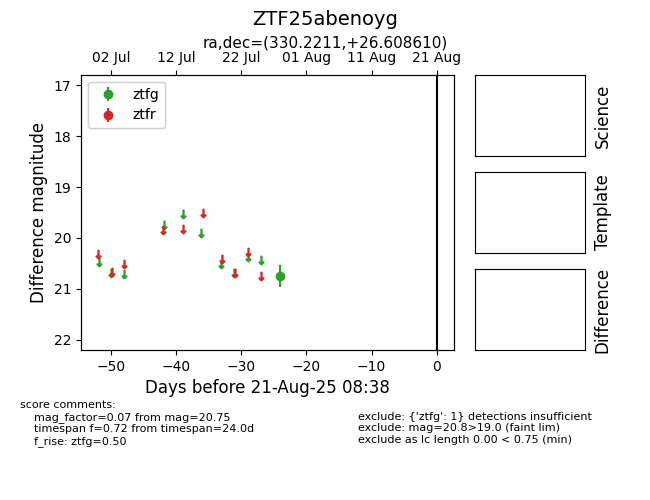 ZTF25abenoyg
ra,dec=(330.2211,+26.608610)
02 Jul 12 Jul 22 Jul 01 Aug 11 Aug 21 Aug
ztfg
ztfr
17
18
19
20
21
22
Difference magnitude
−50 −40 −30 −20 −10 0
Days before 21-Aug-25 08:38
Science
Template
Difference
score comments:
mag_factor=0.07 from mag=20.75
timespan f=0.72 from timespan=24.0d
f_rise: ztfg=0.50
exclude: {'ztfg': 1} detections insufficient
exclude: mag=20.8>19.0 (faint lim)
exclude as lc length 0.00 < 0.75 (min)